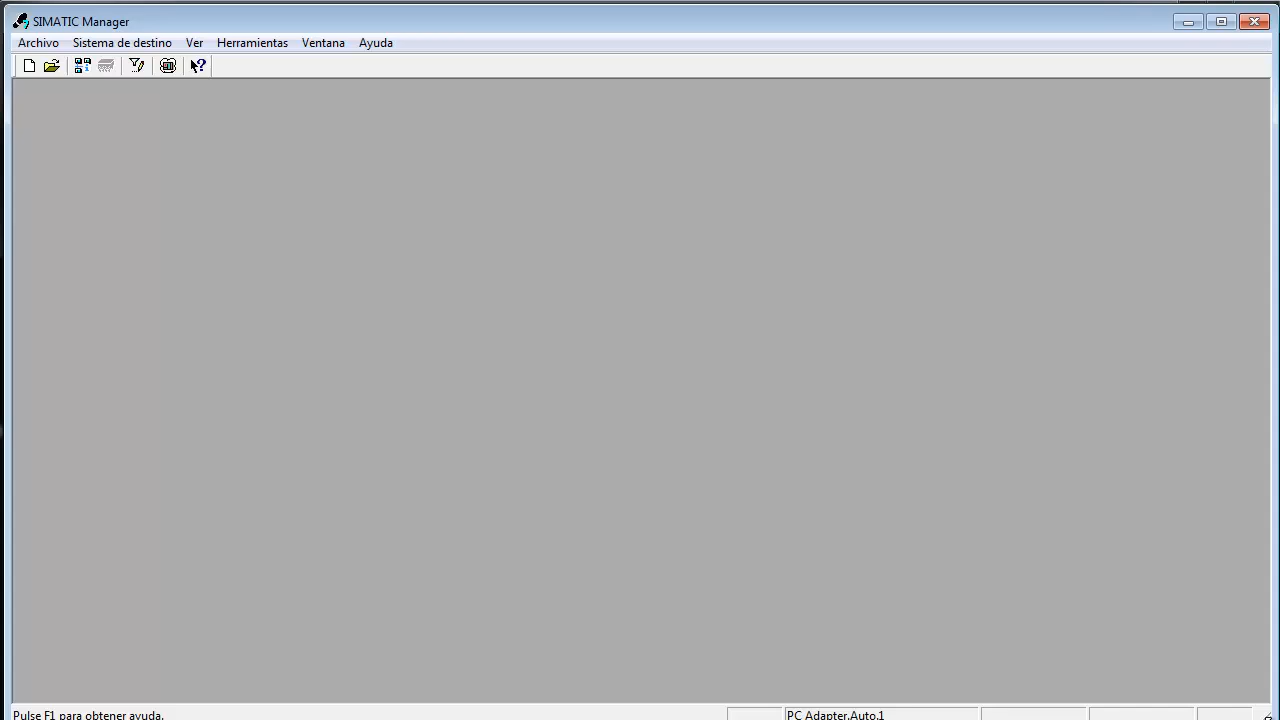 SIMATIC Manager
Archivo Sistema de destino Ver Herramientas Ventana Ayuda
Pulse F1 para obtener ayuda. PC Adapter.Auto.1